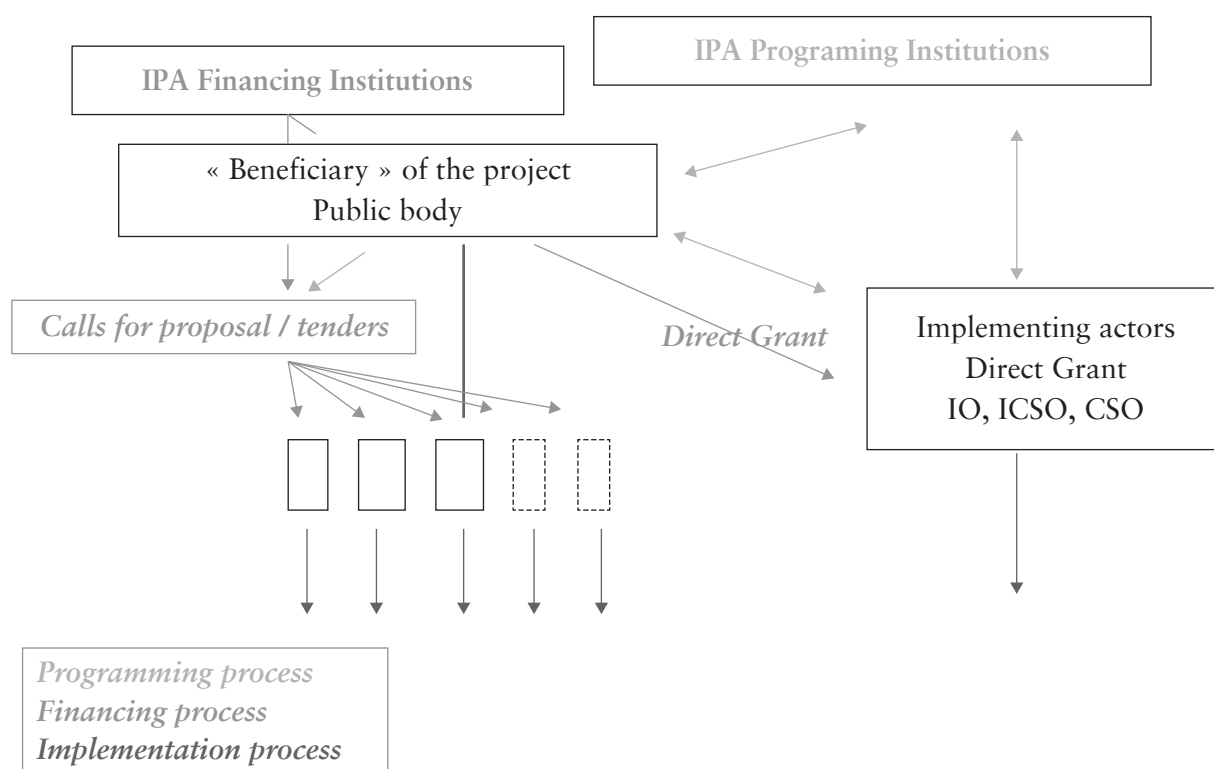 IPA Programing Institutions
IPA Financing Institutions
« Beneficiary » of the project
Public body
Calls for proposal / tenders
Direct Grant
Implementing actors
Direct Grant
IO, ICSO, CSO
Programming process
Financing process
Implementation process